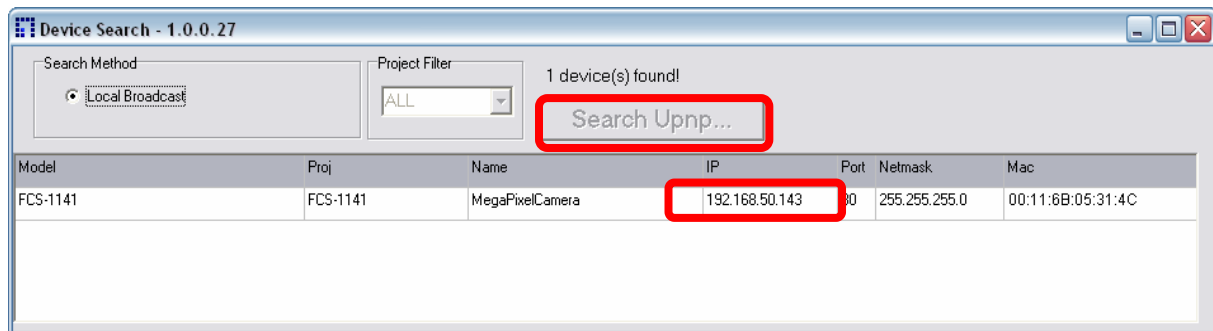 Device Search - 1.0.0.27
Search Method
Local Broadcast
Project Filter
ALL
1 device(s) found!
Search Upnp...
Model Proj Name IP Port Netmask Mac
FCS-1141 FCS-1141 MegaPixelCamera 192.168.50.143 80 255.255.255.0 00:11:6B:05:31:4C